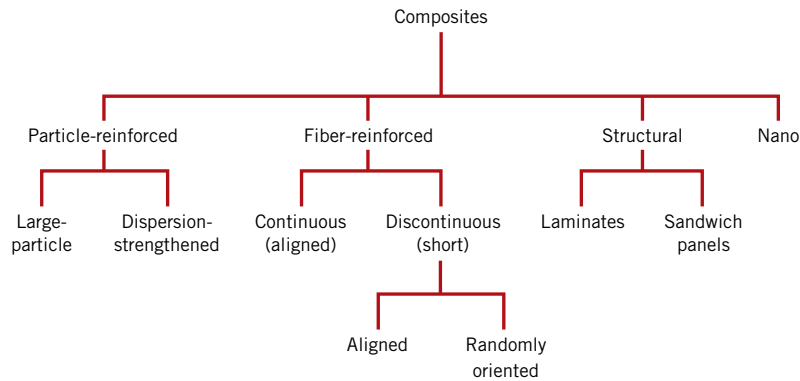 Composites
Particle-reinforced
Fiber-reinforced
Structural
Nano
Large-
particle
Dispersion-
strengthened
Continuous
(aligned)
Discontinuous
(short)
Laminates
Sandwich
panels
Aligned
Randomly
oriented